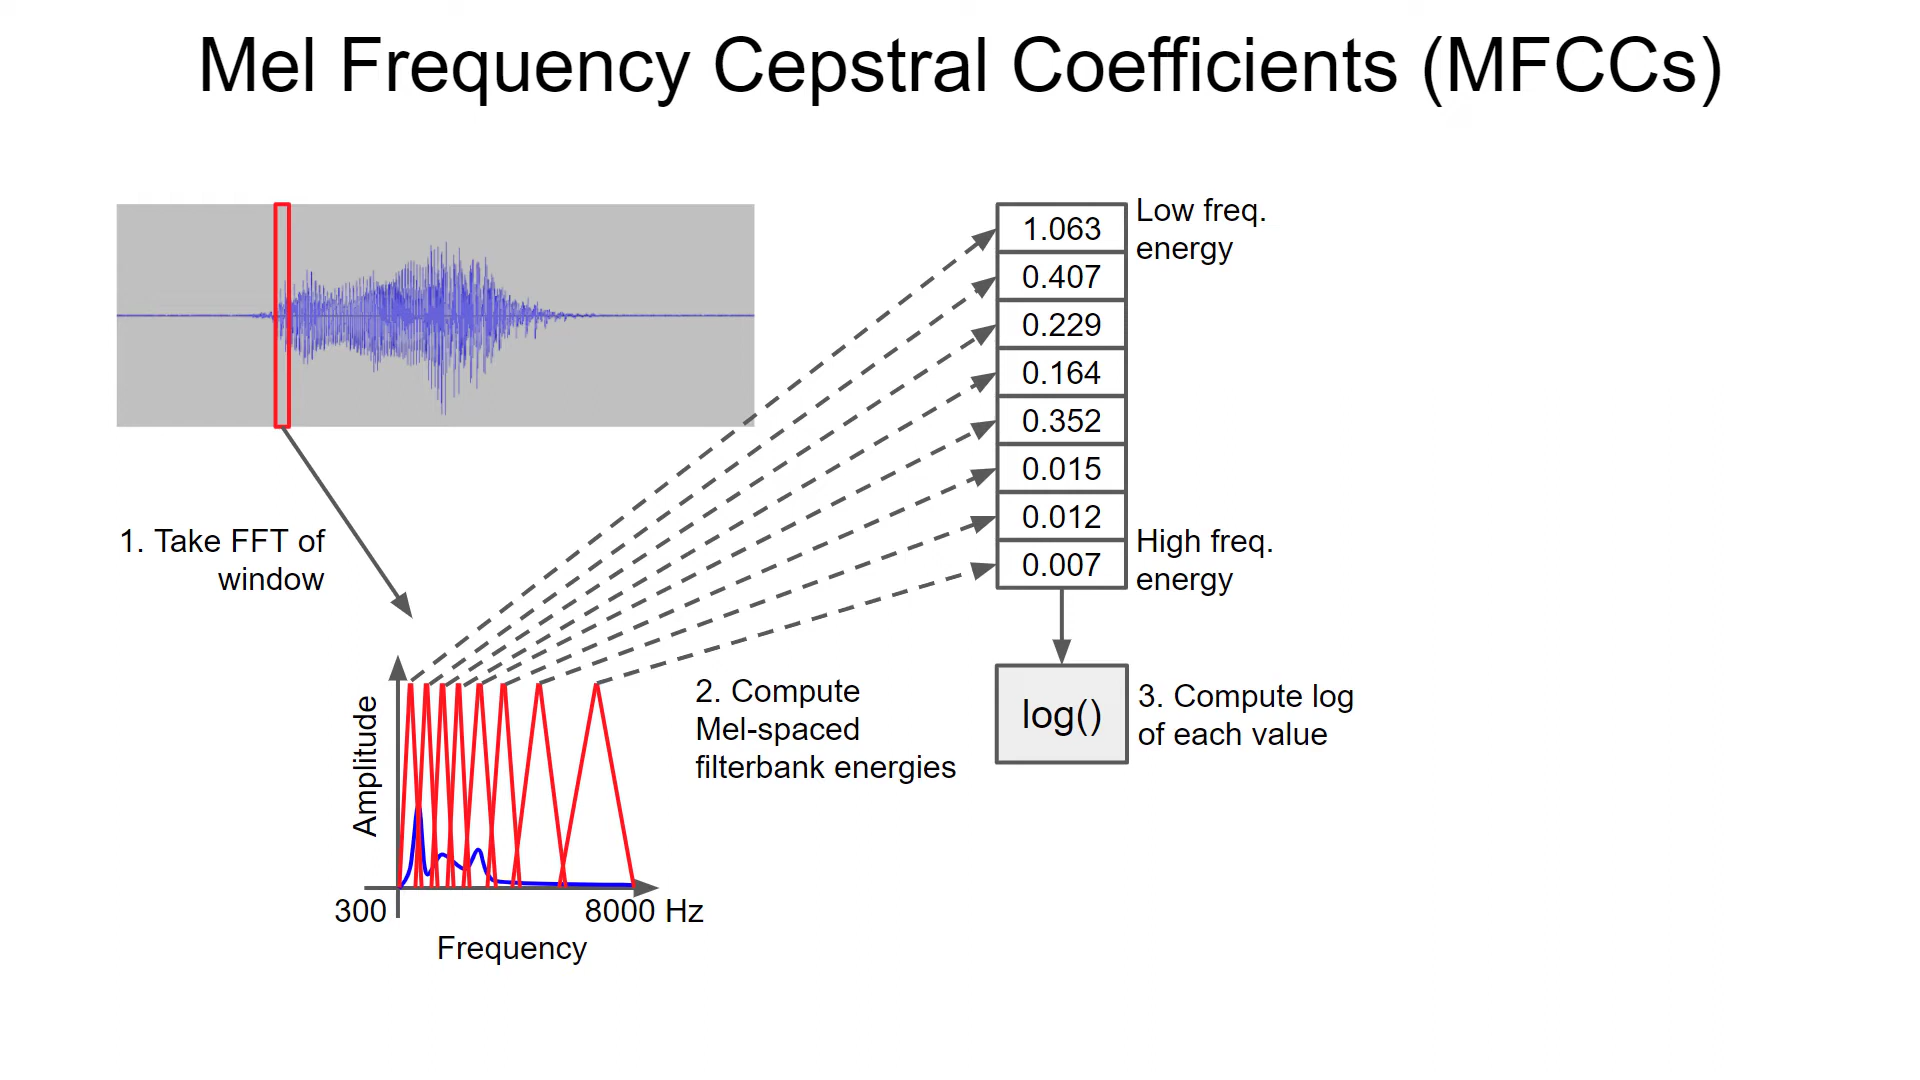 Mel Frequency Cepstral Coefficients (MFCCs)
Low freq.
energy
1.063
0.407
0.229
0.164
0.352
0.015
0.012
0.007
High freq.
energy
1. Take FFT of
window
2. Compute
Mel-spaced
filterbank energies
log()
3. Compute log
of each value
Amplitude
300
8000 Hz
Frequency